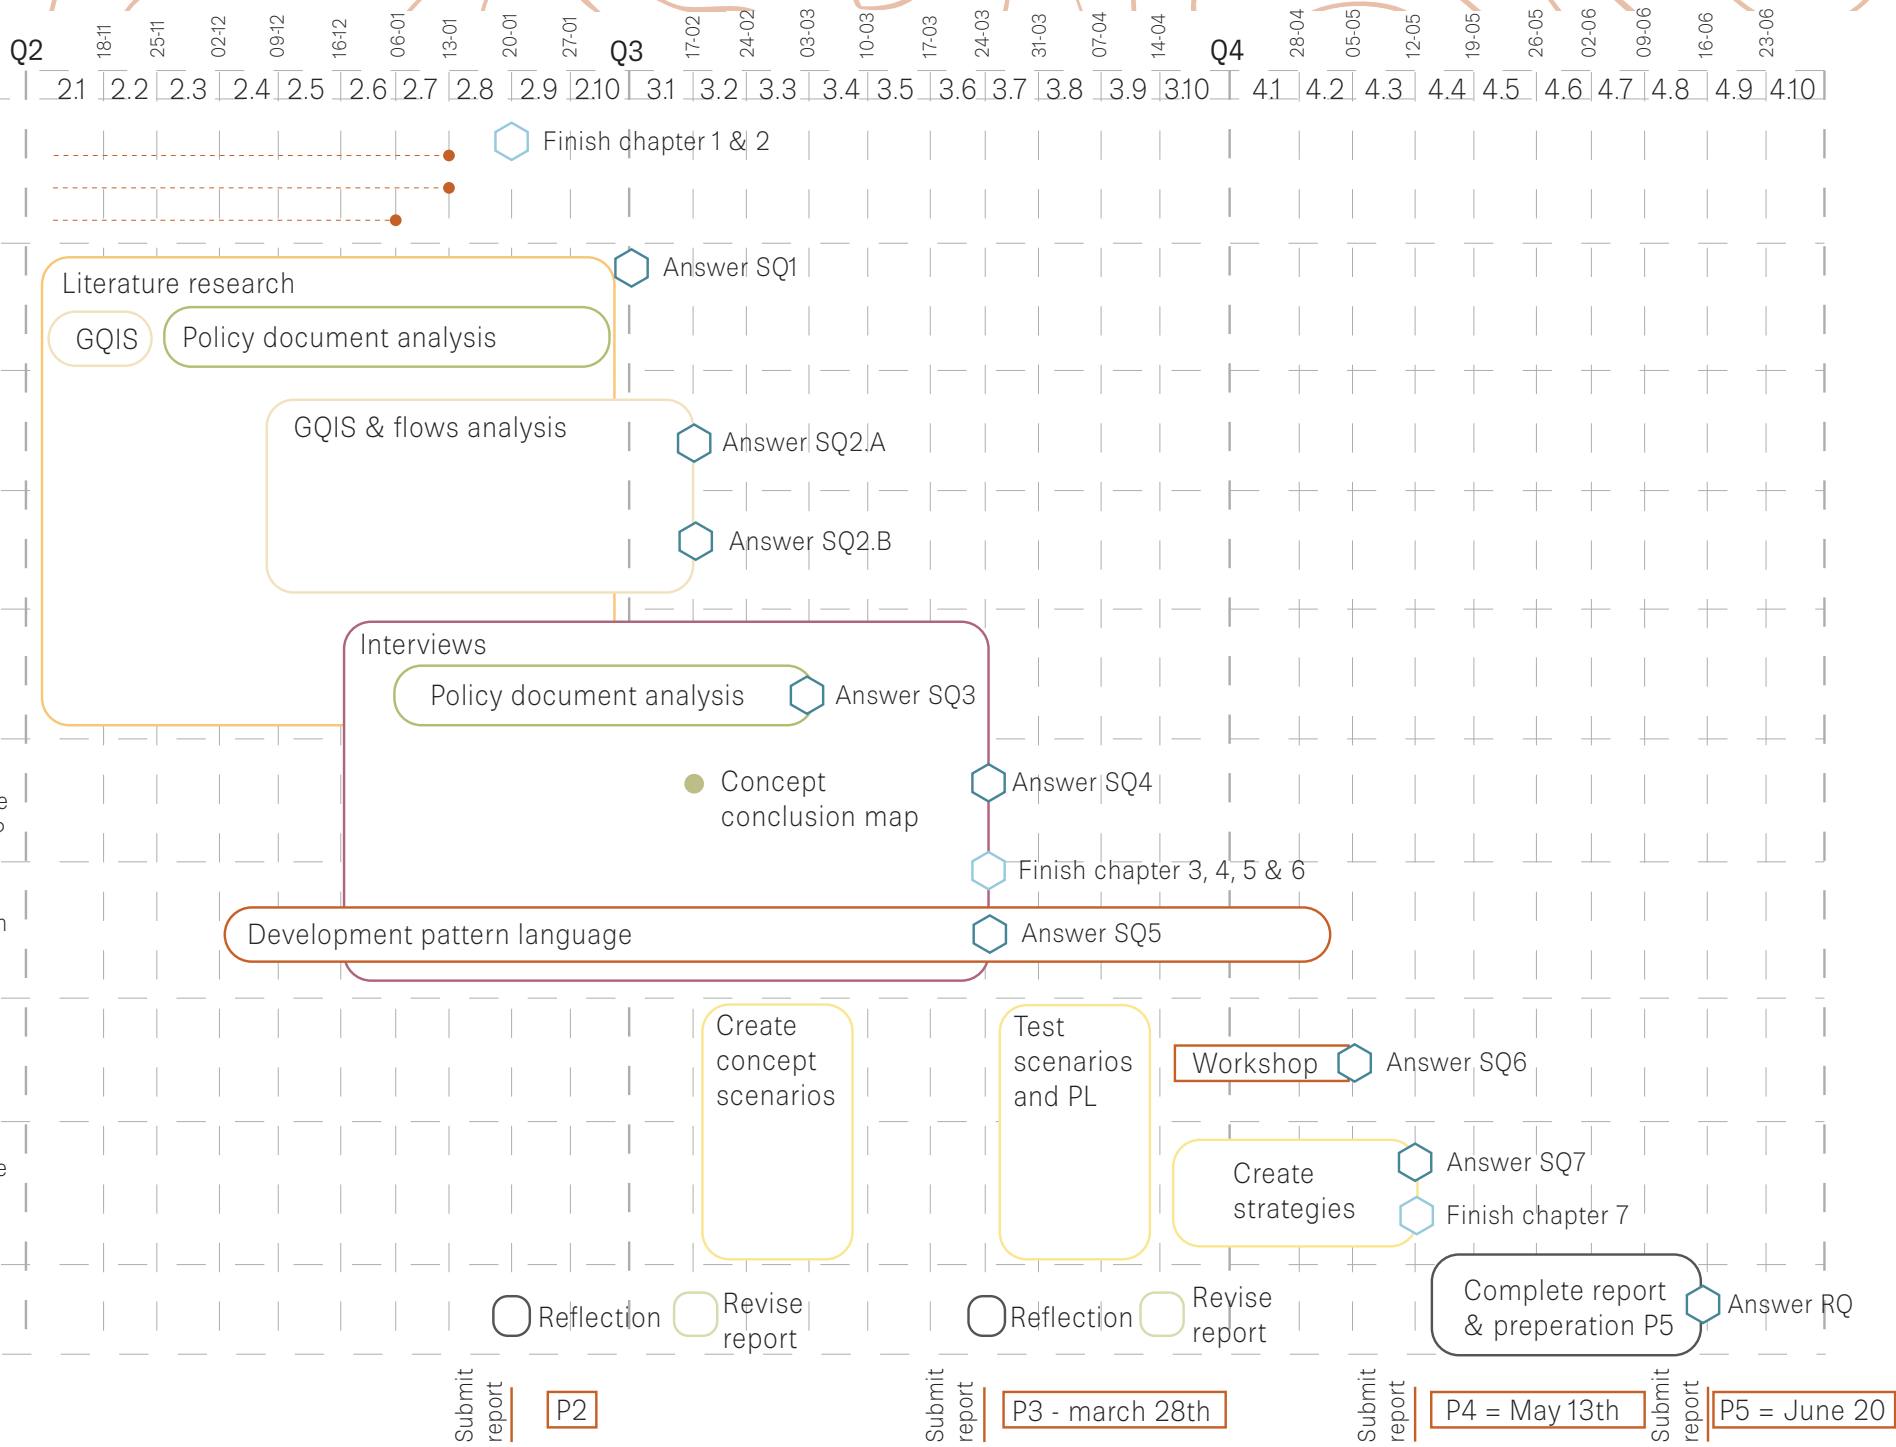 Q2
18-11
25-11
02-12
09-12
16-12
06-01
13-01
20-01
27-01
Q3
17-02
24-02
03-03
10-03
17-03
24-03
31-03
07-04
14-04
Q4
28-04
05-05
12-05
19-05
26-05
02-06
09-06
16-06
23-06
2.1 2.2 2.3 2.4 2.5 2.6 2.7 2.8 2.9 2.10 3.1 3.2 3.3 3.4 3.5 3.6 3.7 3.8 3.9 3.10 4.1 4.2 4.3 4.4 4.5 4.6 4.7 4.8 4.9 4.10
Finish chapter 1 & 2
Answer SQ1
Literature research
GQIS
Policy document analysis
GQIS & flows analysis
Answer SQ2.A
Answer SQ2.B
Interviews
Policy document analysis
Answer SQ3
Concept
conclusion map
Answer SQ4
e
Finish chapter 3, 4, 5 & 6
n
Development pattern language
Answer SQ5
Create
concept
scenarios
Test
scenarios
and PL
Workshop
Answer SQ6
e
Create
strategies
Answer SQ7
Finish chapter 7
Complete report
& preperation P5
Answer RQ
Reflection
Revise
report
Reflection
Revise
report
Submit
report
P2
Submit
report
P3 - march 28th
Submit
report
P4 = May 13th
Submit
report
P5 = June 20